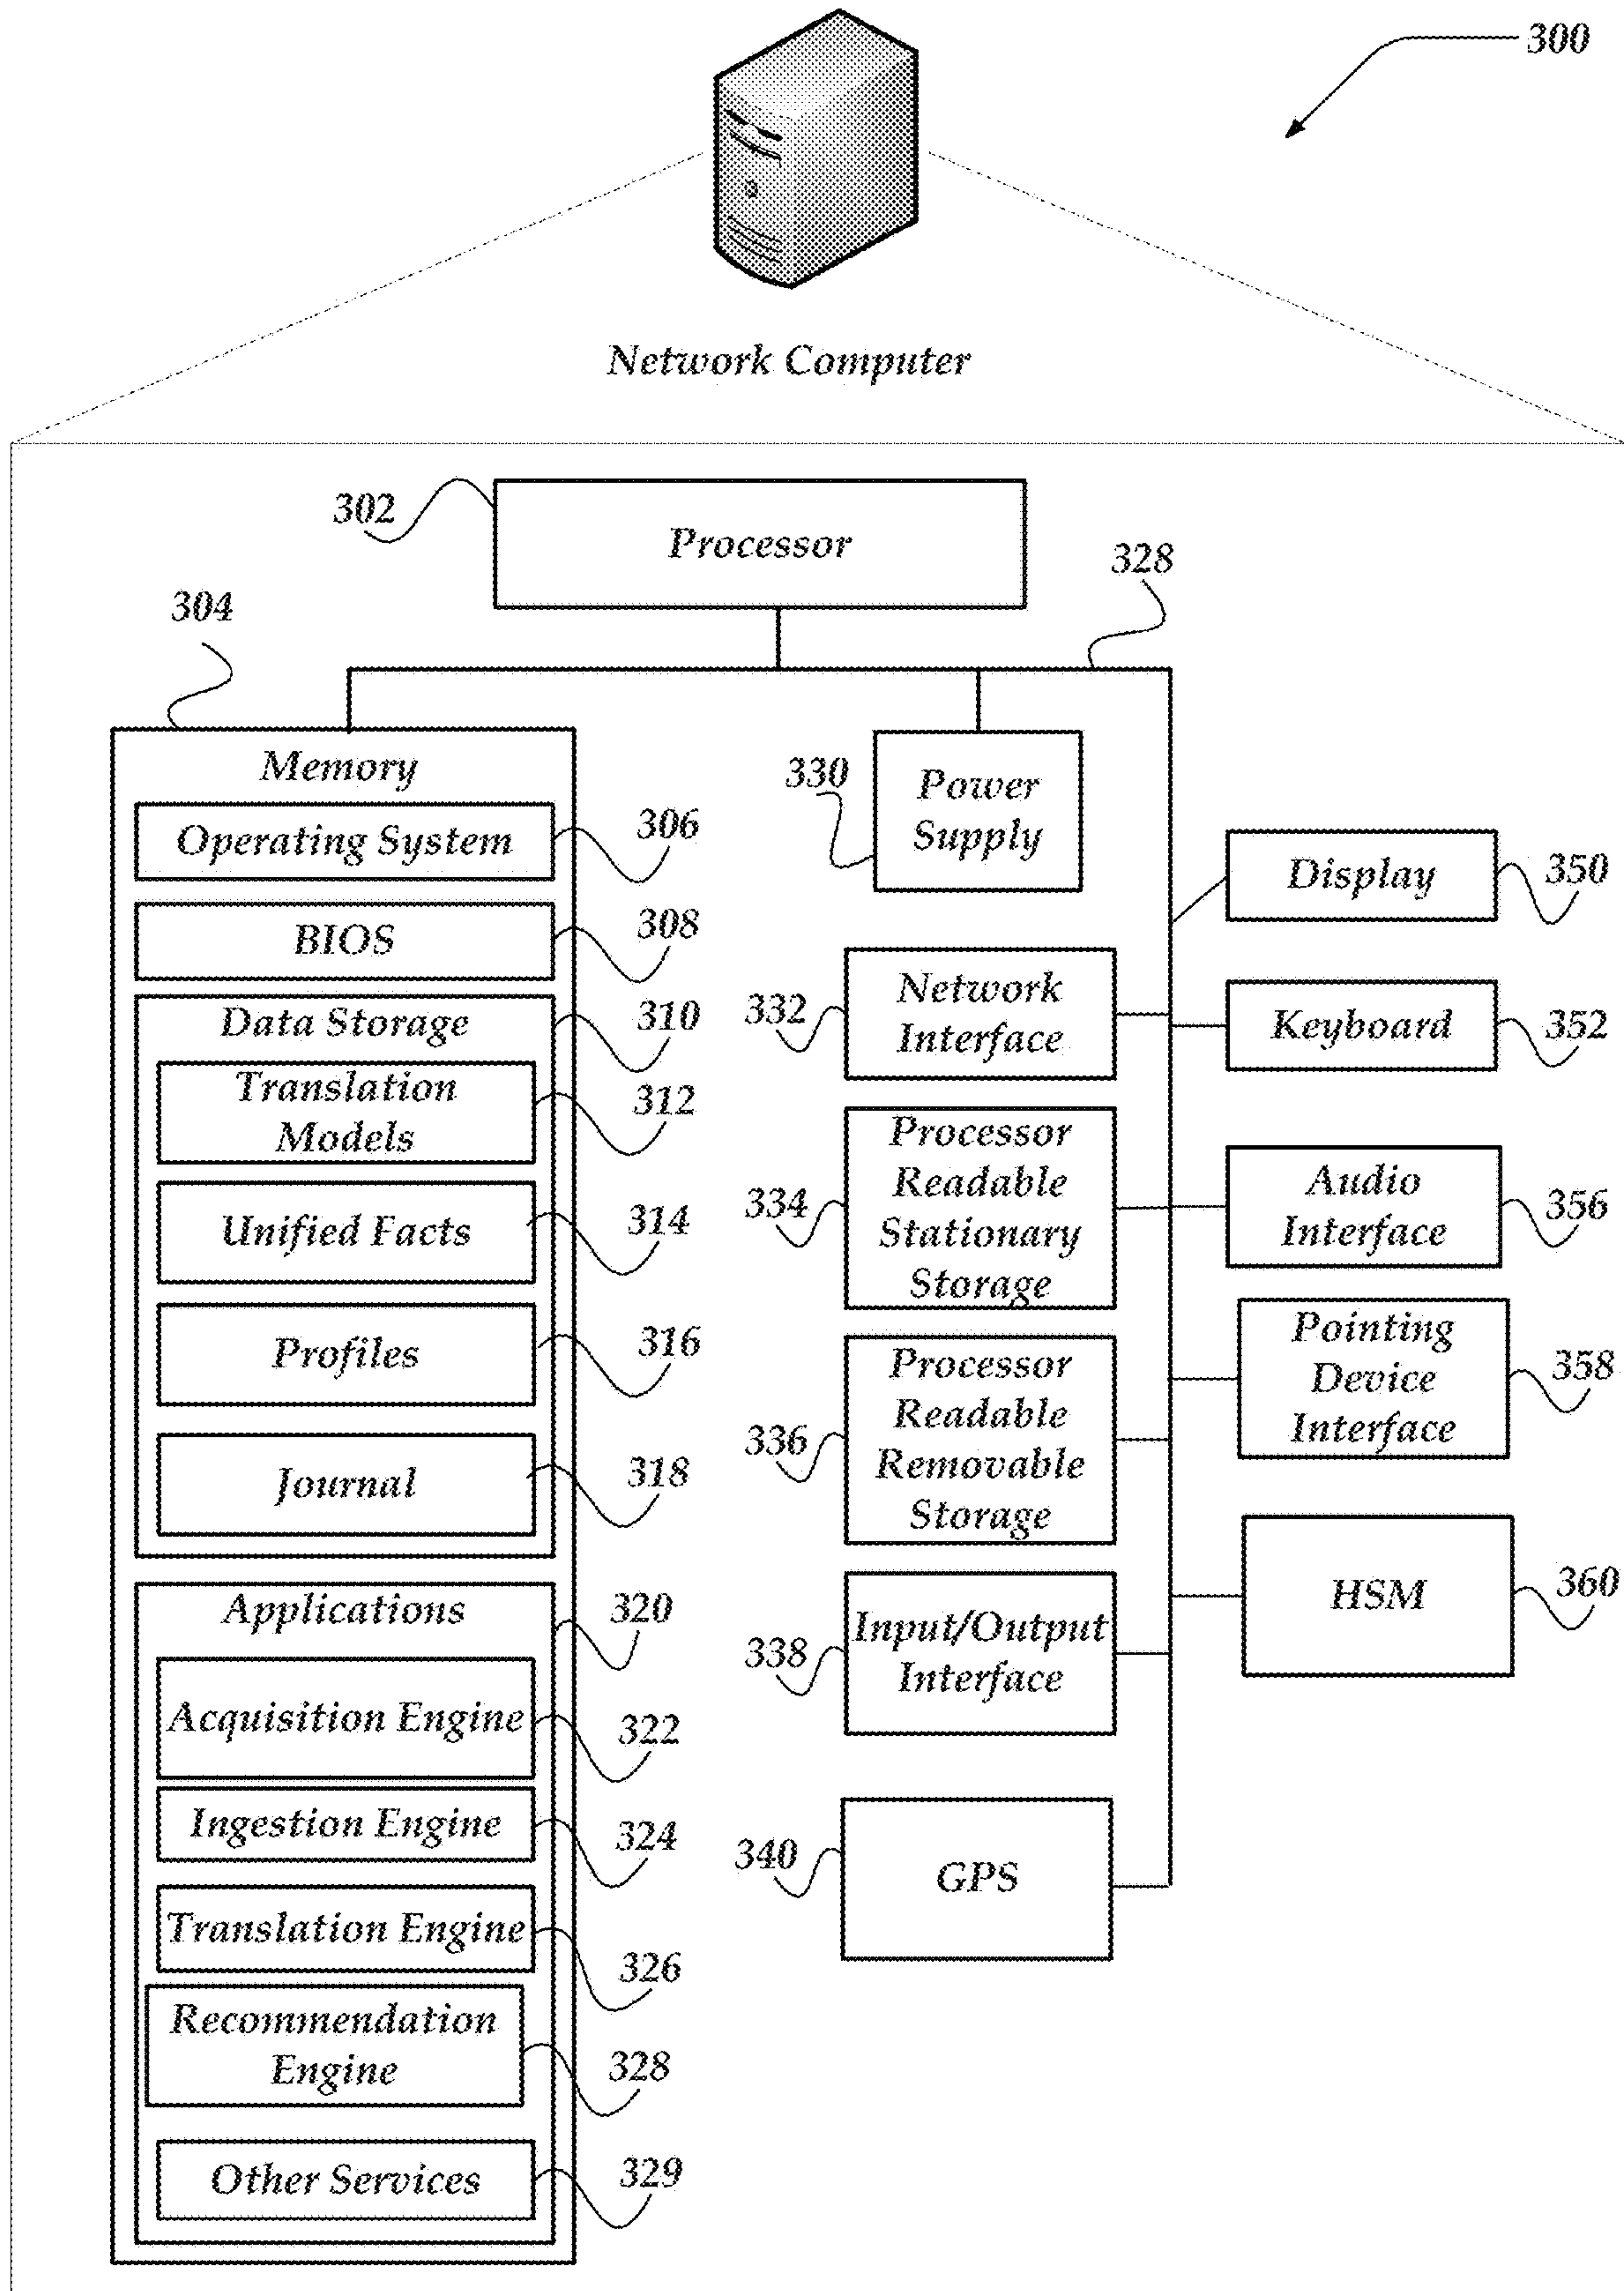 300
Network Computer
302
Processor
328
304
Memory
Operating System
306
BIOS
308
Data Storage
310
Translation
Models
312
Unified Facts
314
Profiles
316
Journal
318
Applications
320
Acquisition Engine
322
Ingestion Engine
324
Translation Engine
326
Recommendation
Engine
328
Other Services
329
330
Power
Supply
332
Network
Interface
334
Processor
Readable
Stationary
Storage
336
Processor
Readable
Removable
Storage
338
Input/Output
Interface
340
GPS
Display
350
Keyboard
352
Audio
Interface
356
Pointing
Device
Interface
358
HSM
360